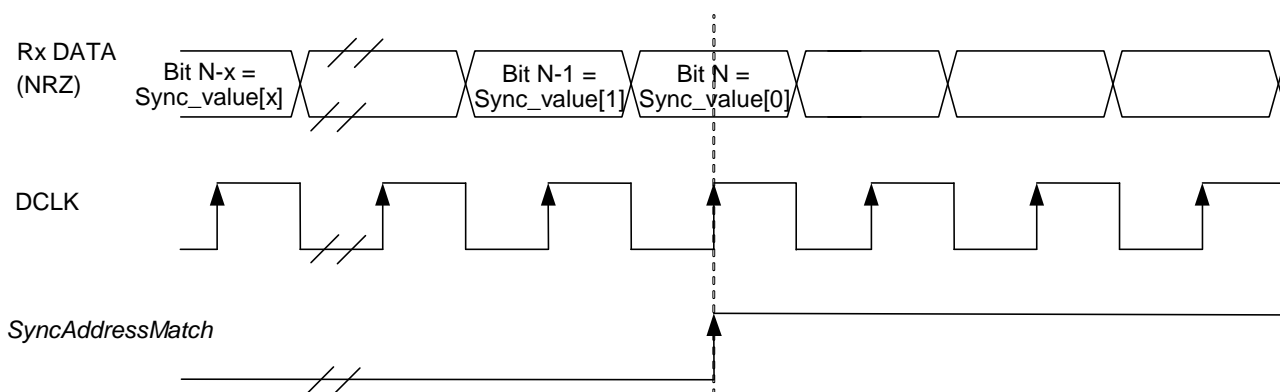 Rx DATA
(NRZ)
Bit N-x =
Sync_value[x]
Bit N-1 =
Sync_value[1]
Bit N =
Sync_value[0]
DCLK
SyncAddressMatch